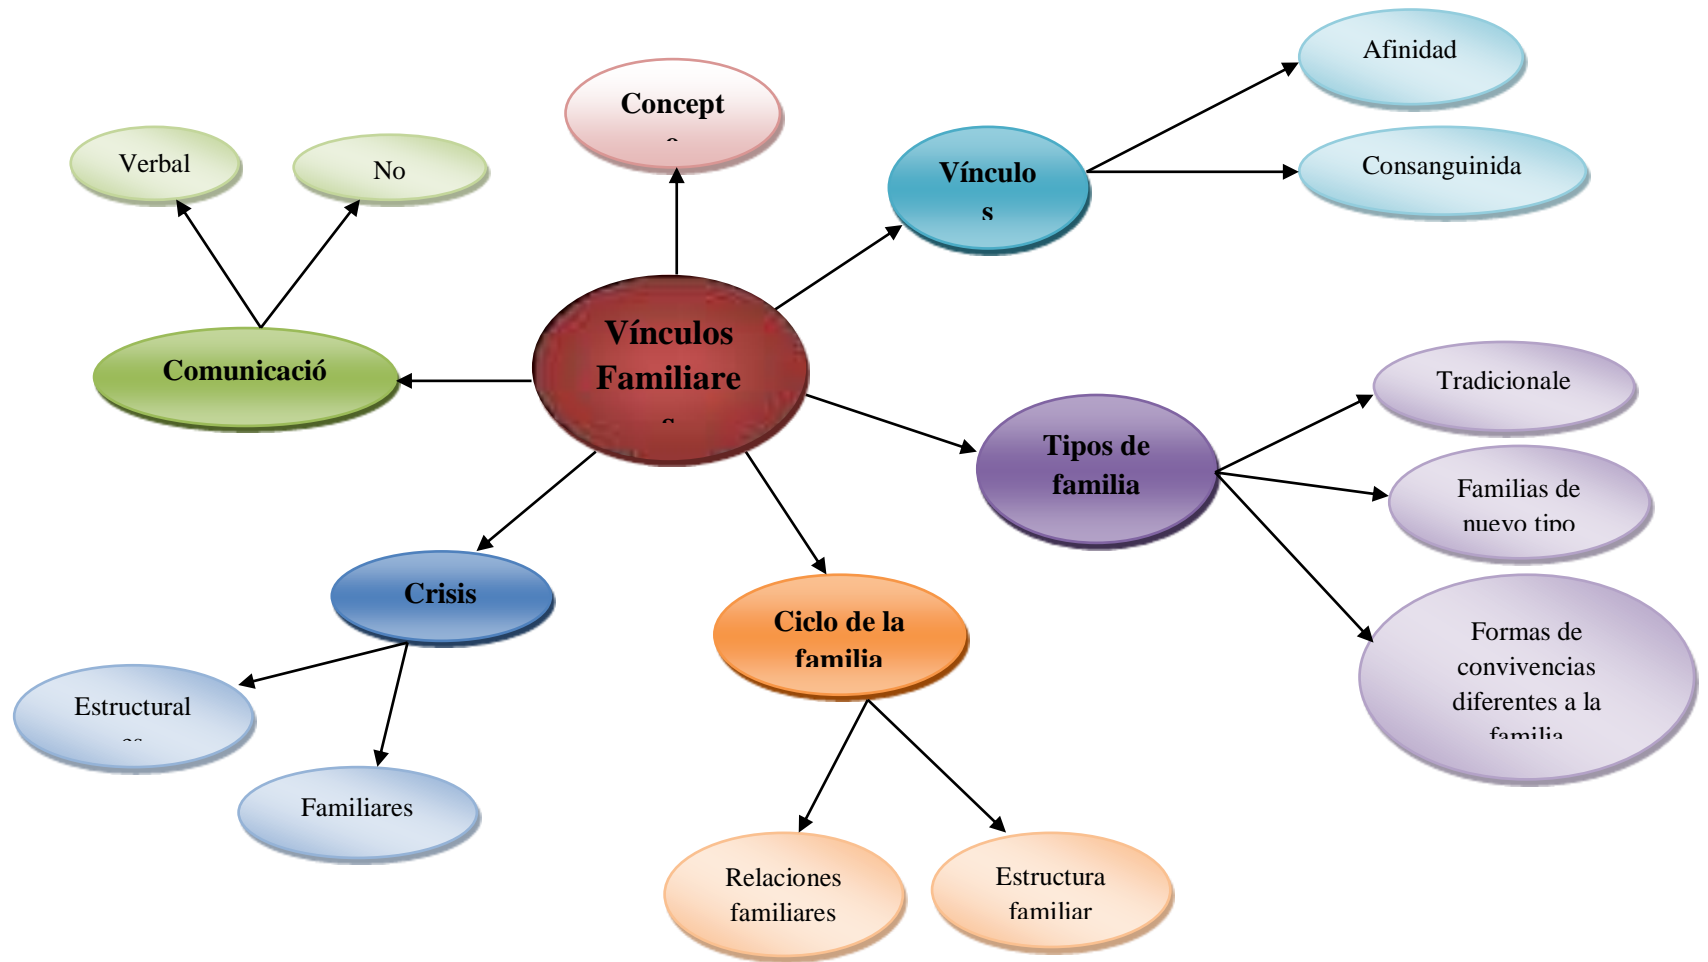 Afinidad
Concept
o
Verbal
No
Vínculo
s
Consanguinida
Vínculos
Familiare
s
Comunicació
Tradicionale
Tipos de
familia
Familias de
nuevo tipo
Crisis
Ciclo de la
familia
Formas de
convivencias
diferentes a la
familia
Estructural
es
Familiares
Relaciones
familiares
Estructura
familiar